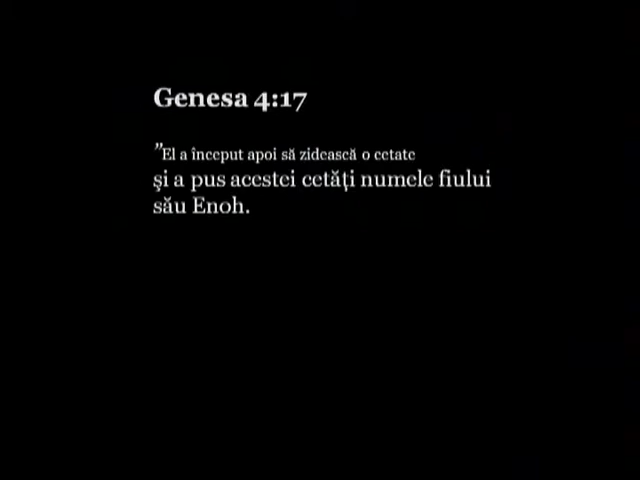 Genesa 4:17
”El a început apoi să zidească o cetate
şi a pus acestei cetăţi numele fiului
său Enoh.